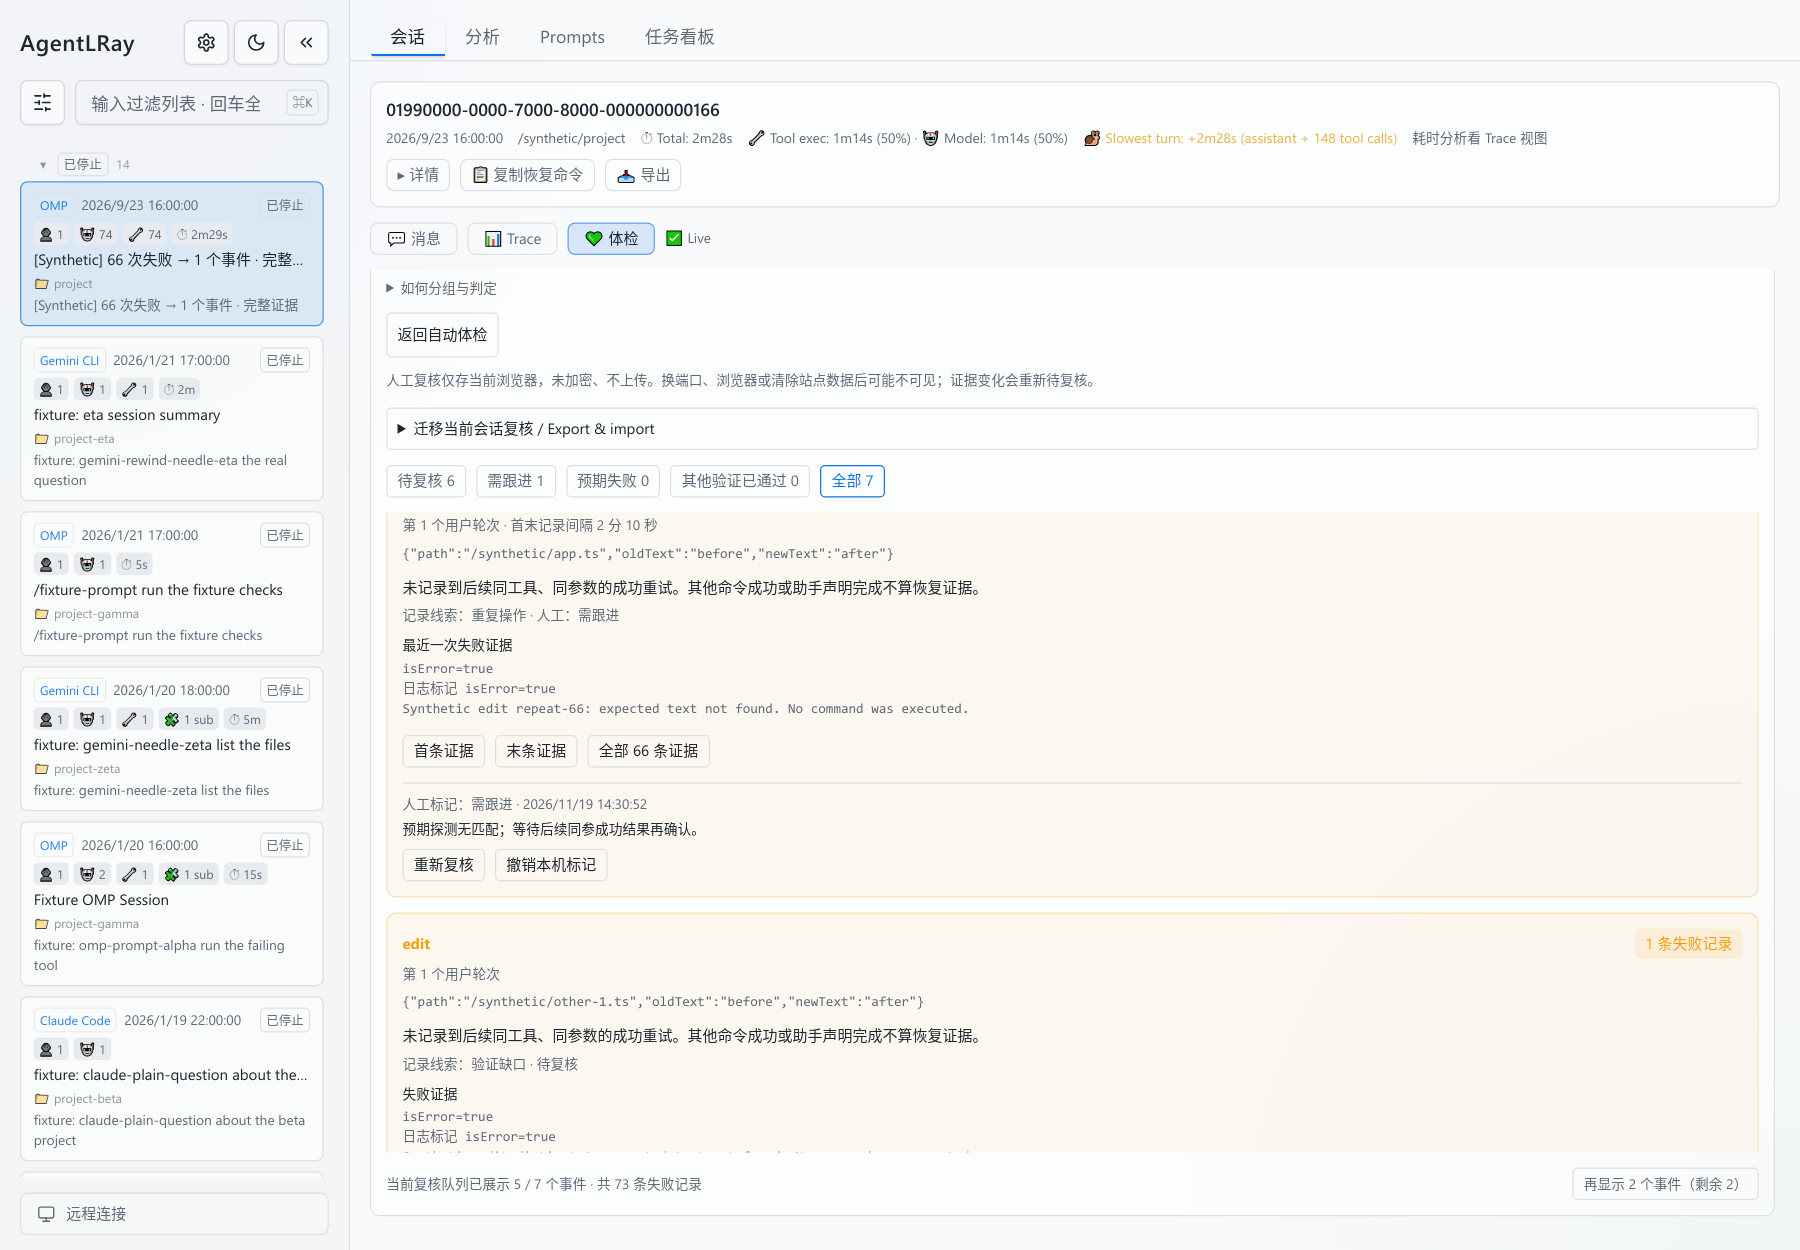 AgentLRay
输入过滤列表 · 回车全
⌘K
▾ 已停止 14
OMP 2026/9/23 16:00:00 已停止
1 74 74 2m29s
[Synthetic] 66 次失败 → 1 个事件 · 完整...
project
[Synthetic] 66 次失败 → 1 个事件 · 完整证据
Gemini CLI 2026/1/21 17:00:00 已停止
1 1 1 2m
fixture: eta session summary
project-eta
fixture: gemini-rewind-needle-eta the real
question
OMP 2026/1/21 17:00:00 已停止
1 1 5s
/fixture-prompt run the fixture checks
project-gamma
/fixture-prompt run the fixture checks
Gemini CLI 2026/1/20 18:00:00 已停止
1 1 1 1 sub 5m
fixture: gemini-needle-zeta list the files
project-zeta
fixture: gemini-needle-zeta list the files
OMP 2026/1/20 16:00:00 已停止
1 2 1 1 sub 15s
Fixture OMP Session
project-gamma
fixture: omp-prompt-alpha run the failing
tool
Claude Code 2026/1/19 22:00:00 已停止
1 1
fixture: claude-plain-question about the...
project-beta
fixture: claude-plain-question about the beta
project
远程连接
会话 分析 Prompts 任务看板
01990000-0000-7000-8000-000000000166
2026/9/23 16:00:00 /synthetic/project Total: 2m28s Tool exec: 1m14s (50%) · Model: 1m14s (50%) Slowest turn: +2m28s (assistant + 148 tool calls) 耗时分析看 Trace 视图
▸ 详情 复制恢复命令 导出
消息 Trace 体检 Live
▶ 如何分组与判定
返回自动体检
人工复核仅存当前浏览器，未加密、不上传。换端口、浏览器或清除站点数据后可能不可见；证据变化会重新待复核。
▶ 迁移当前会话复核 / Export & import
待复核 6 需跟进 1 预期失败 0 其他验证已通过 0 全部 7
第 1 个用户轮次 · 首末记录间隔 2 分 10 秒
{"path":"/synthetic/app.ts","oldText":"before","newText":"after"}
未记录到后续同工具、同参数的成功重试。其他命令成功或助手声明完成不算恢复证据。
记录线索：重复操作 · 人工：需跟进
最近一次失败证据
isError=true
日志标记 isError=true
Synthetic edit repeat-66: expected text not found. No command was executed.
首条证据 末条证据 全部 66 条证据
人工标记：需跟进 · 2026/11/19 14:30:52
预期探测无匹配；等待后续同参成功结果再确认。
重新复核 撤销本机标记
edit 1 条失败记录
第 1 个用户轮次
{"path":"/synthetic/other-1.ts","oldText":"before","newText":"after"}
未记录到后续同工具、同参数的成功重试。其他命令成功或助手声明完成不算恢复证据。
记录线索：验证缺口 · 待复核
失败证据
isError=true
日志标记 isError=true
当前复核队列已展示 5 / 7 个事件 · 共 73 条失败记录
再显示 2 个事件（剩余 2）